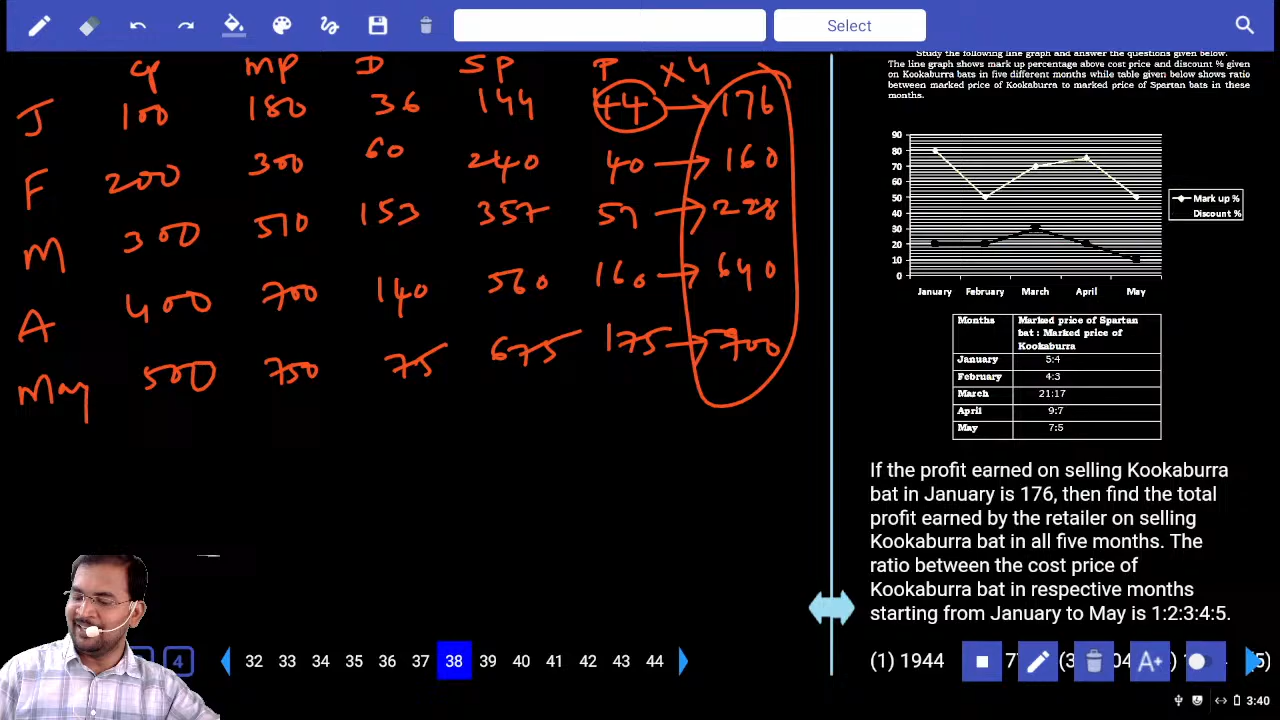 Select
CP MP D SP P X4
J 100 180 36 144 44 → 176
F 200 300 60 240 40 → 160
M 300 510 153 357 57 → 228
A 400 700 140 560 160 → 640
May 500 750 75 675 175 → 700
Study the following line graph and answer the questions given below.
The line graph shows mark up percentage above cost price and discount % given
on Kookaburra bats in five different months while table given below shows ratio
between marked price of Kookaburra to marked price of Spartan bats in these
months.
90
80
70
60
50
40
30
20
10
0
January February March April May
Mark up %
Discount %
Months Marked price of Spartan
bat : Marked price of
Kookaburra
January 5:4
February 4:3
March 21:17
April 9:7
May 7:5
If the profit earned on selling Kookaburra
bat in January is 176, then find the total
profit earned by the retailer on selling
Kookaburra bat in all five months. The
ratio between the cost price of
Kookaburra bat in respective months
starting from January to May is 1:2:3:4:5.
(1) 1944
4 32 33 34 35 36 37 38 39 40 41 42 43 44
A+
3:40